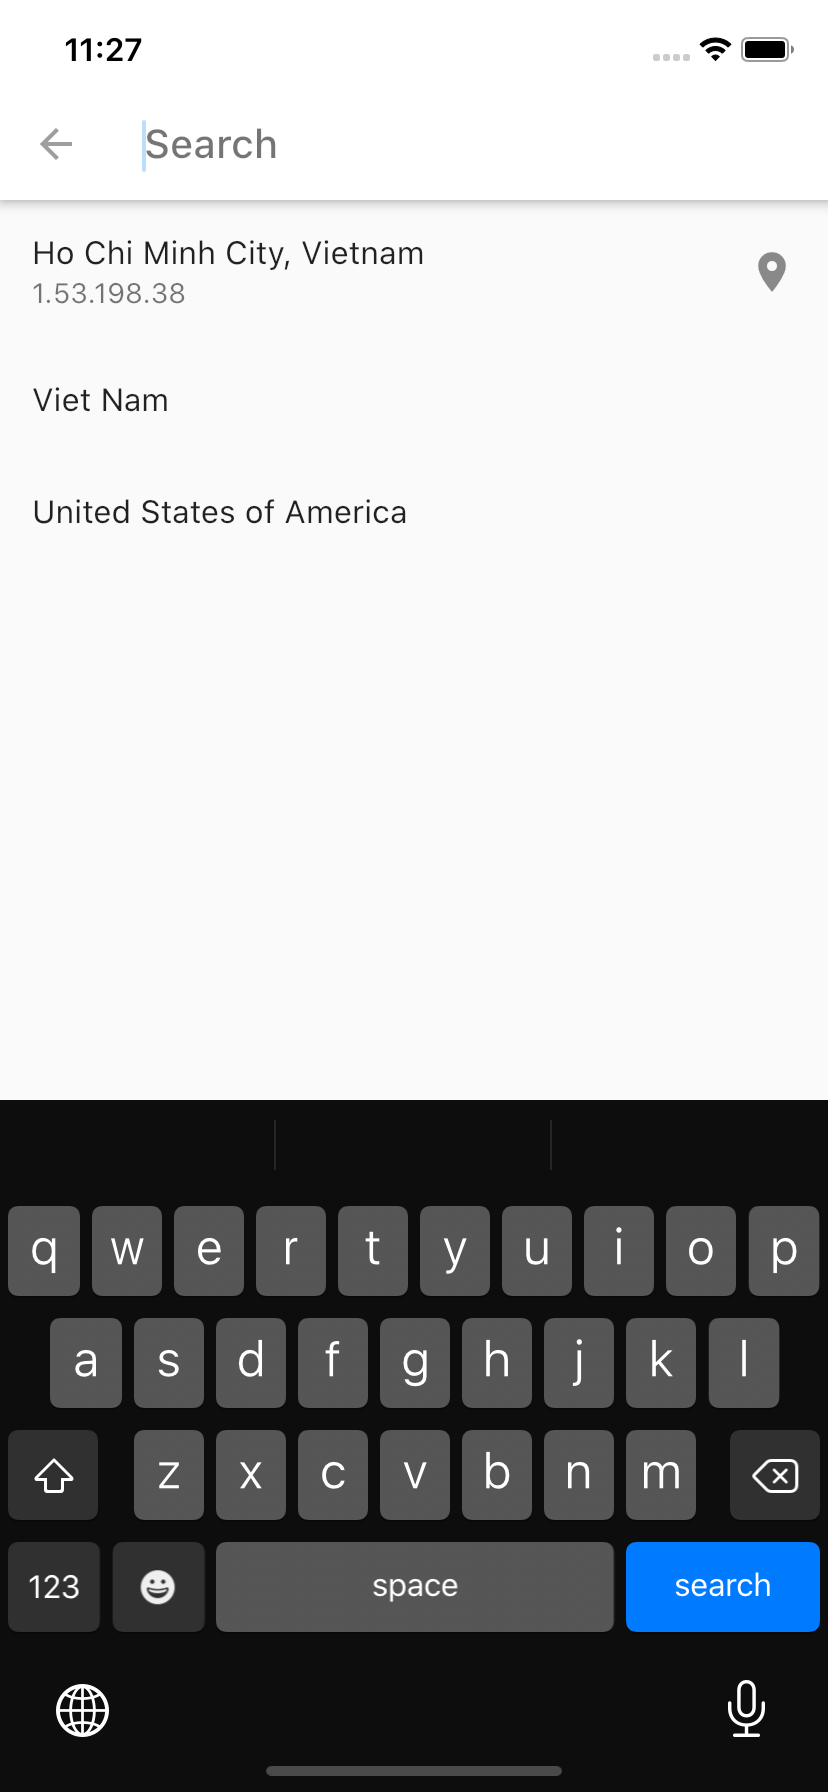 11:27
Search
Ho Chi Minh City, Vietnam
1.53.198.38
Viet Nam
United States of America
q w e r t y u i o p
a s d f g h j k l
z x c v b n m
123 space search